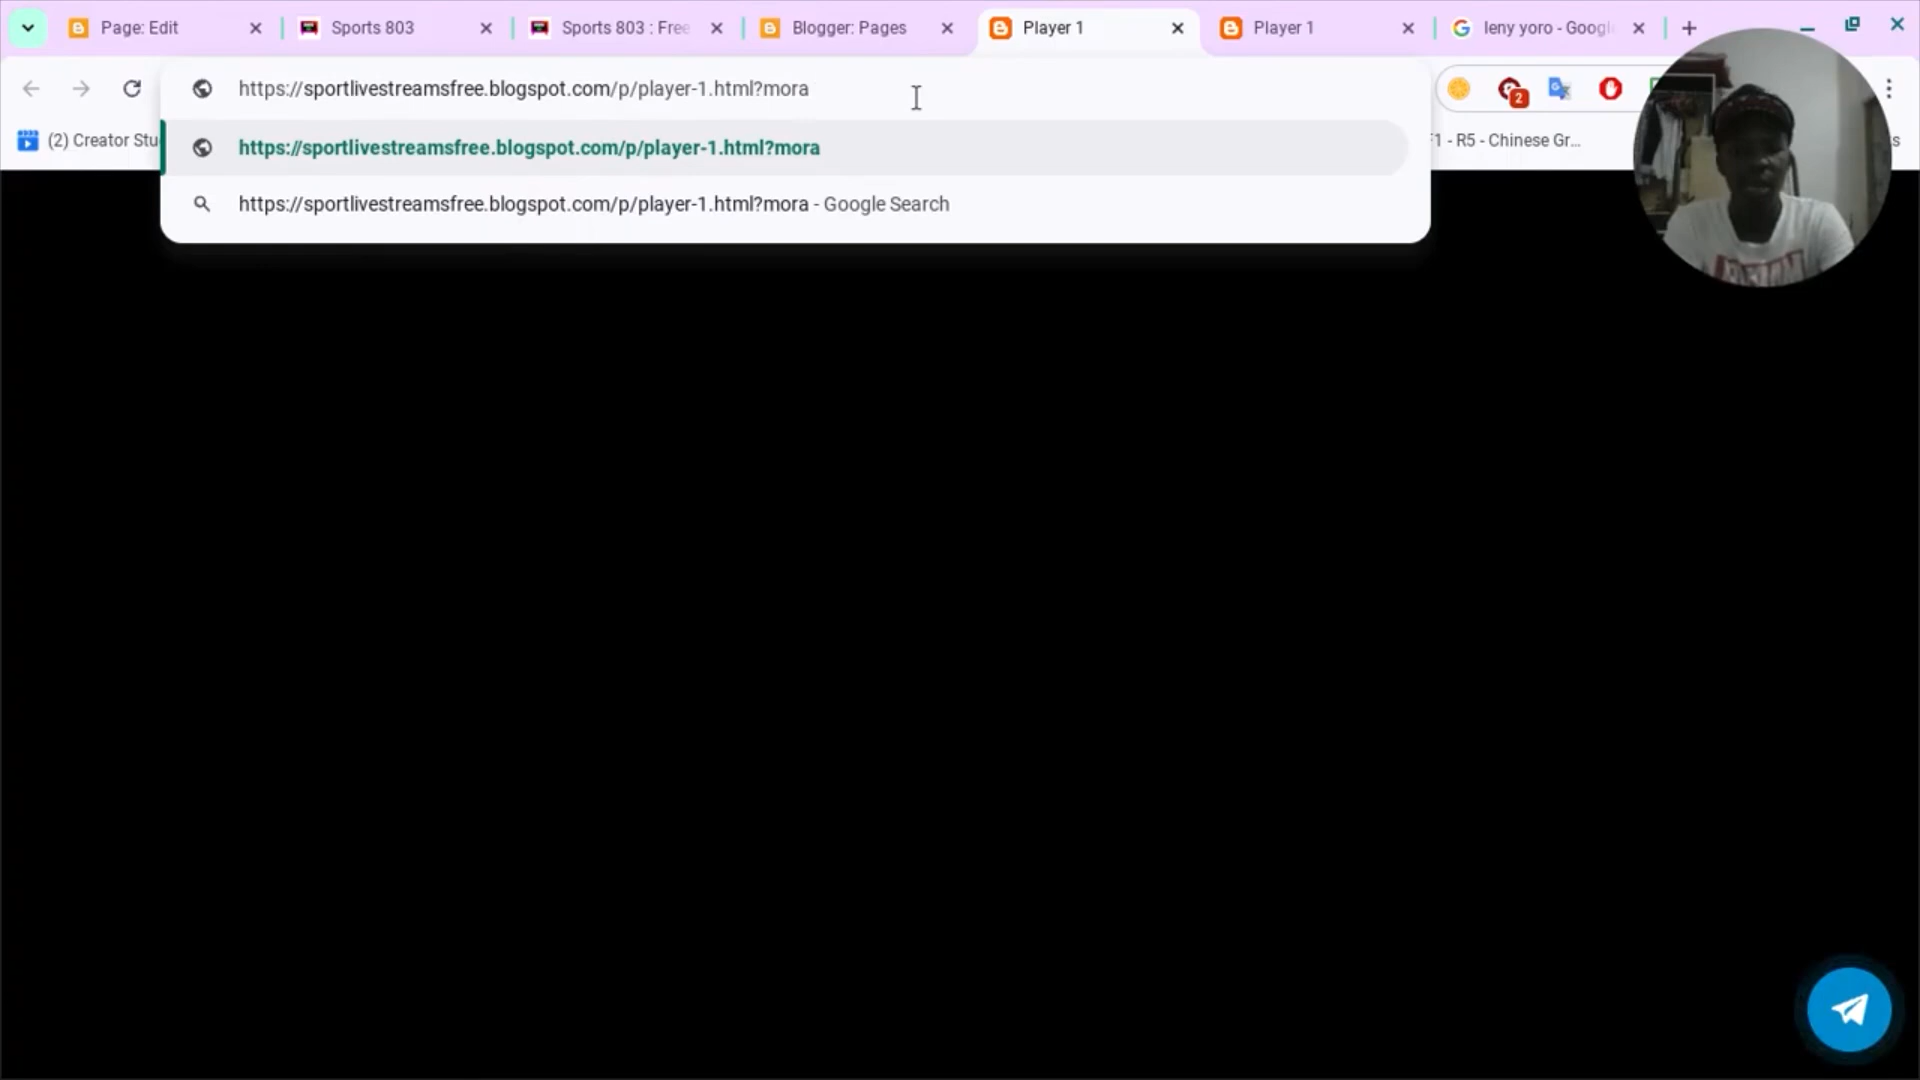 Page: Edit
Sports 803
Sports 803 : Free
Blogger: Pages
Player 1
Player 1
leny yoro - Googl
https://sportlivestreamsfree.blogspot.com/p/player-1.html?mora
2
(2) Creator Stu
https://sportlivestreamsfree.blogspot.com/p/player-1.html?mora
F1 - R5 - Chinese Gr...
https://sportlivestreamsfree.blogspot.com/p/player-1.html?mora - Google Search